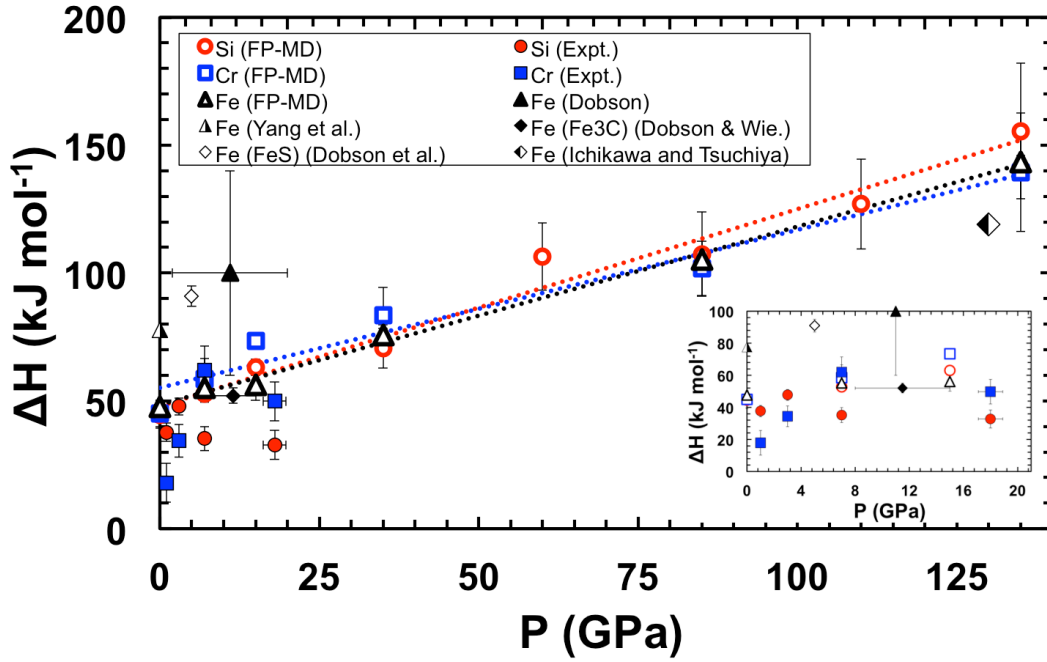 200
150
100
50
0
ΔH (kJ mol-1)
Si (FP-MD)
Si (Expt.)
Cr (FP-MD)
Cr (Expt.)
Fe (FP-MD)
Fe (Dobson)
Fe (Yang et al.)
Fe (Fe3C) (Dobson & Wie.)
Fe (FeS) (Dobson et al.)
Fe (Ichikawa and Tsuchiya)
100
80
60
40
20
0
ΔH (kJ mol-1)
0 4 8 12 16 20
P (GPa)
0 25 50 75 100 125
P (GPa)